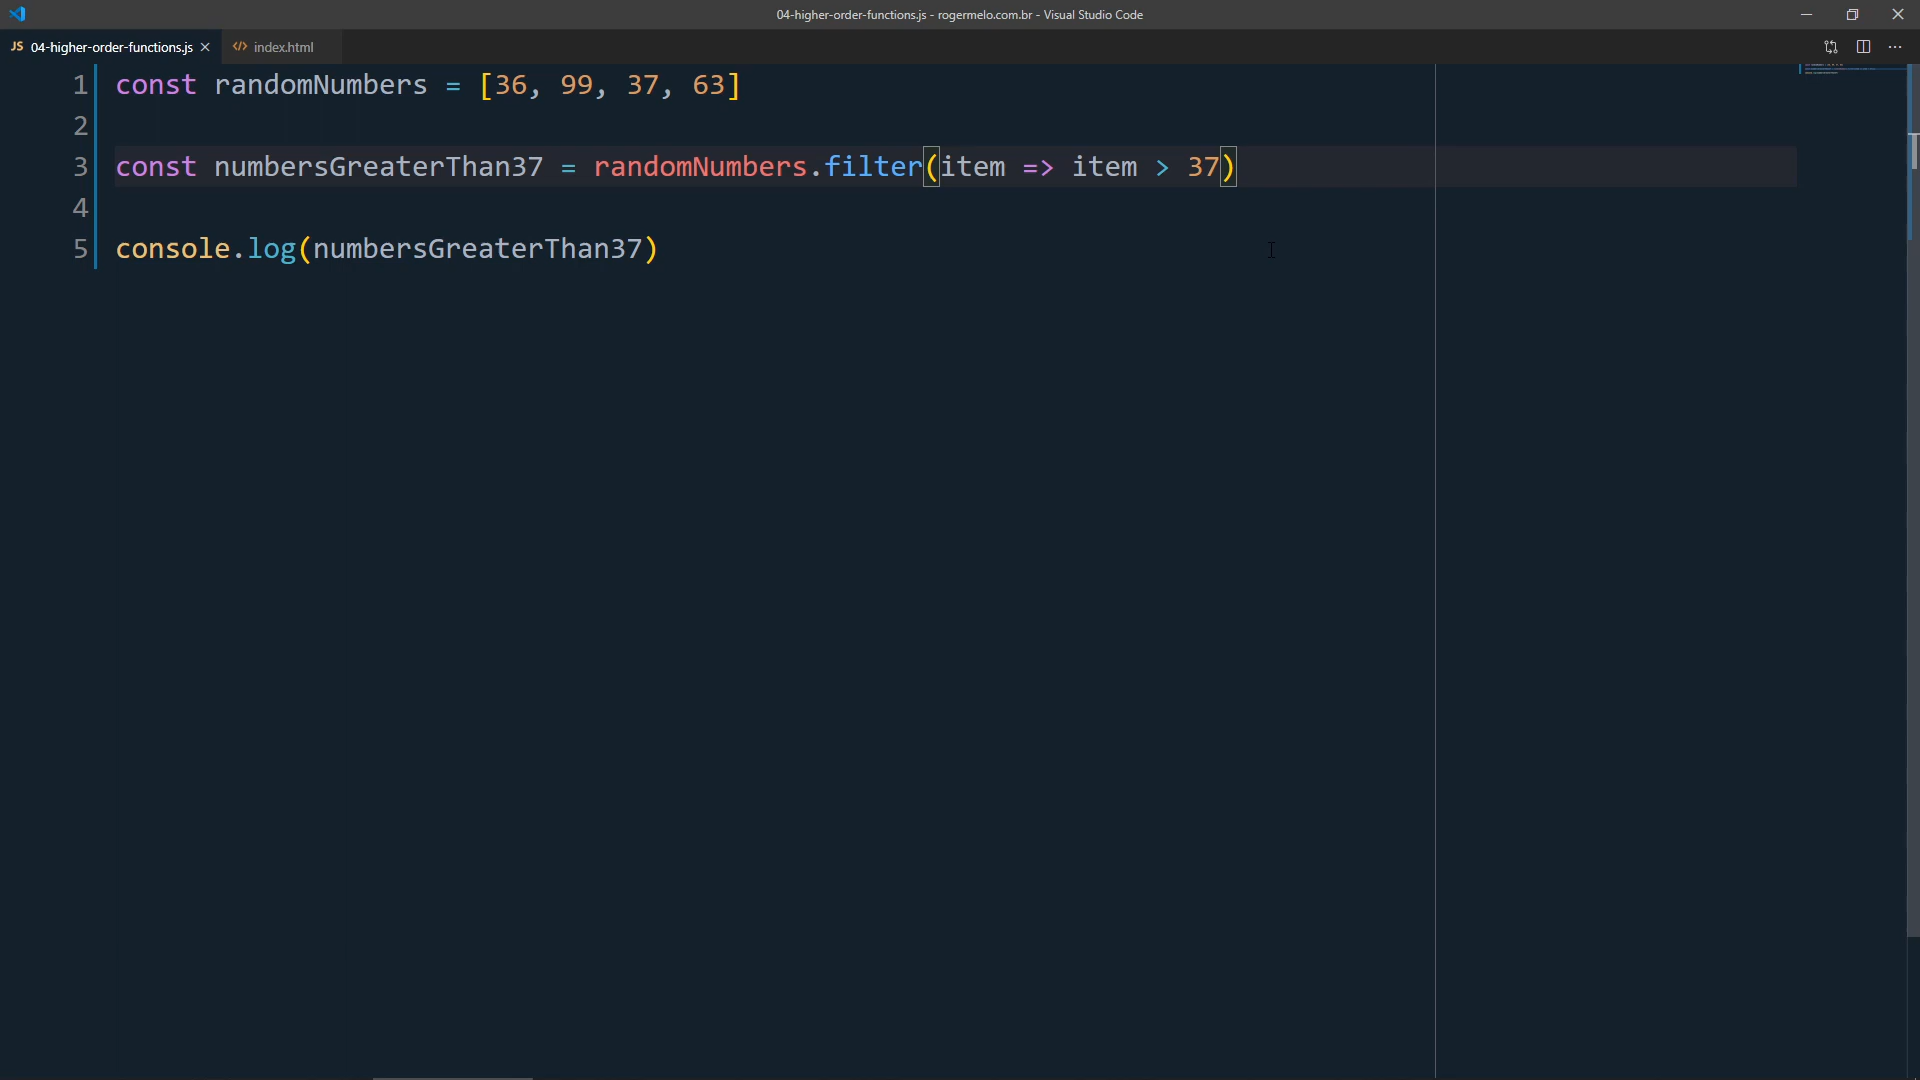 04-higher-order-functions.js - rogermelo.com.br - Visual Studio Code
JS 04-higher-order-functions.js
index.html
1 const randomNumbers = [36, 99, 37, 63]
2
3 const numbersGreaterThan37 = randomNumbers.filter(item => item > 37)
4
5 console.log(numbersGreaterThan37)